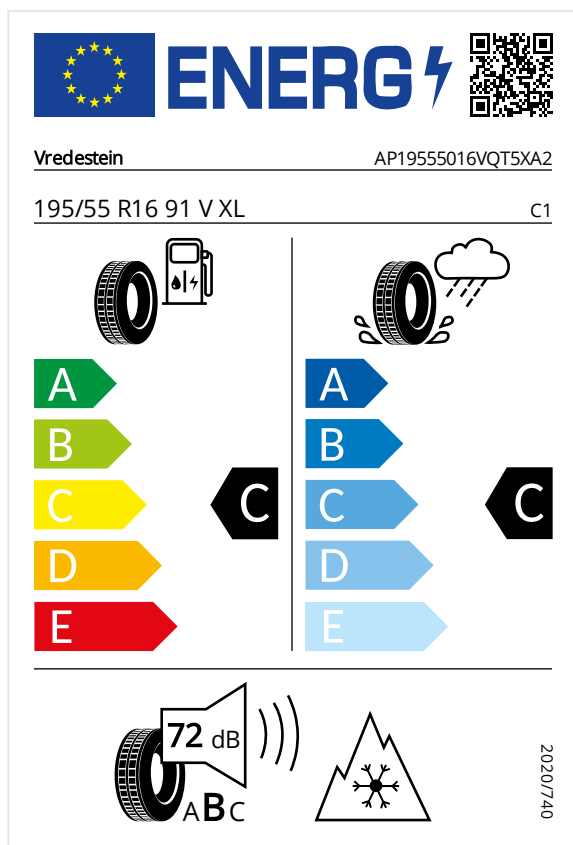 ENERG
Vredestein AP19555016VQT5XA2
195/55 R16 91 V XL C1
A A
B B
C C C C
D D
E E
72 dB
ABC
2020/740